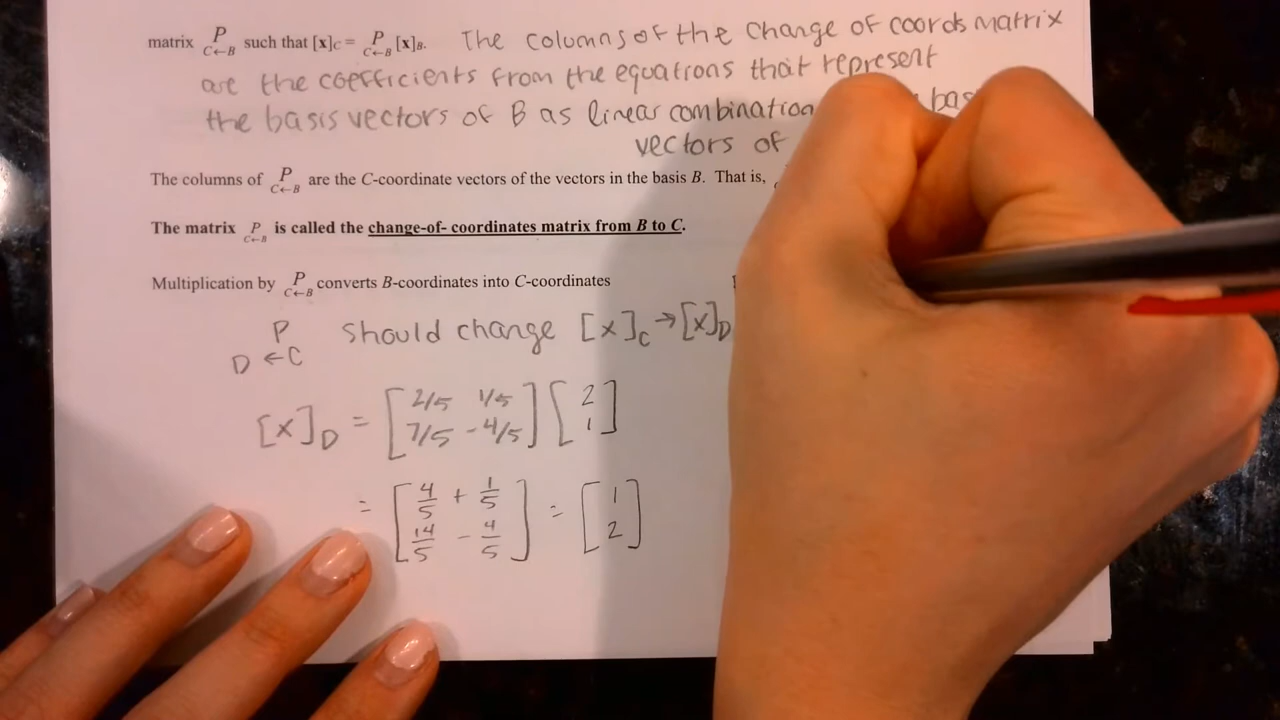 matrix P C←B such that [x]C = P C←B [x]B. The columns of the change of coords matrix
are the coefficients from the equations that represent
the basis vectors of B as linear combination bas
vectors of
The columns of P C←B are the C-coordinate vectors of the vectors in the basis B. That is,
The matrix P C←B is called the change-of- coordinates matrix from B to C.
Multiplication by P C←B converts B-coordinates into C-coordinates
P D←C should change [x]C → [x]D
[x]D = [2/5 1/5 7/5 -4/5] [2 1]
= [4/5 + 1/5 14/5 - 4/5] = [1 2]